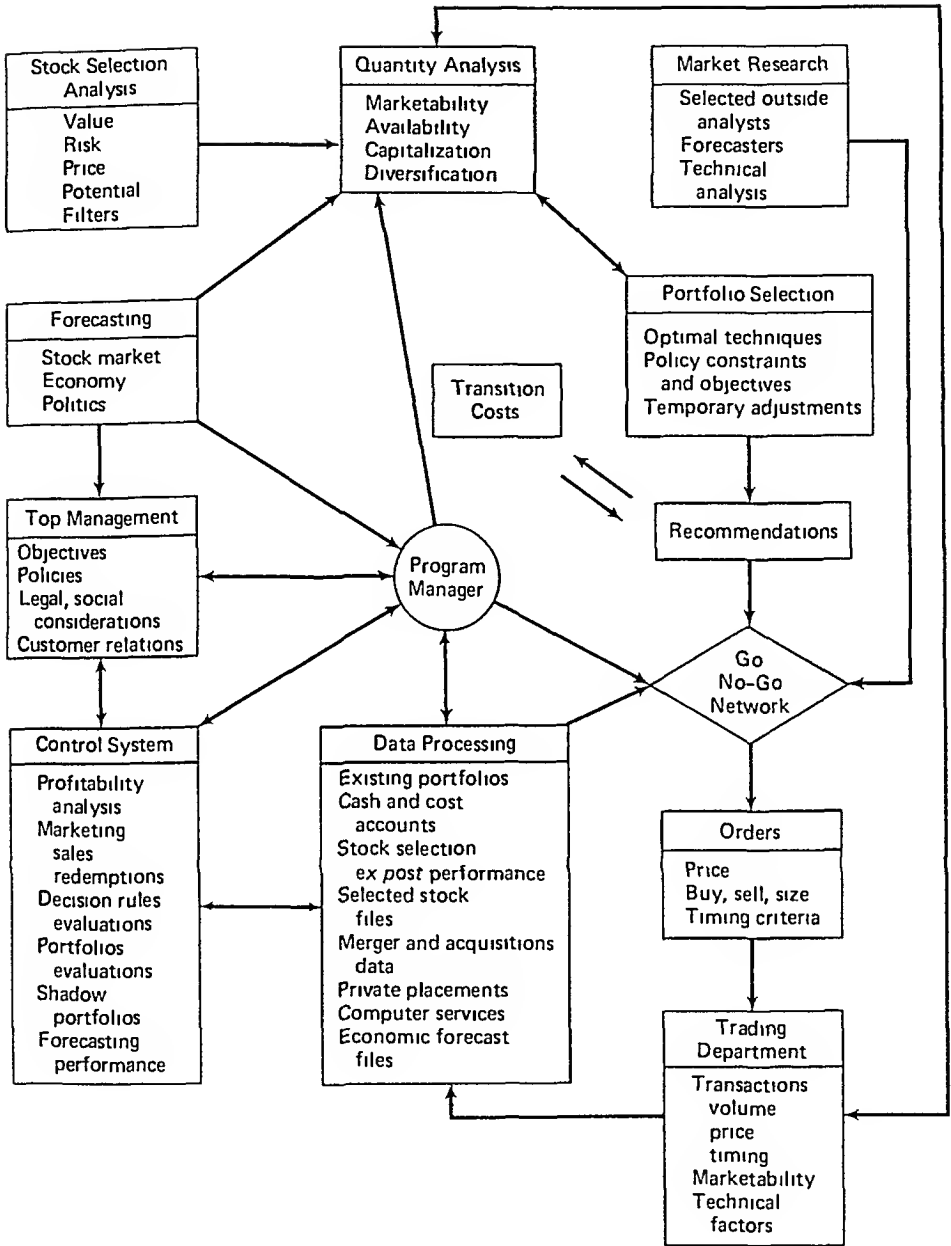 Stock Selection
Analysis
Value
Risk
Price
Potential
Filters
Quantity Analysis
Marketability
Availability
Capitalization
Diversification
Market Research
Selected outside
analysts
Forecasters
Technical
analysis
Forecasting
Stock market
Economy
Politics
Transition
Costs
Portfolio Selection
Optimal techniques
Policy constraints
and objectives
Temporary adjustments
Top Management
Objectives
Policies
Legal, social
considerations
Customer relations
Program
Manager
Recommendations
Go
No-Go
Network
Control System
Profitability
analysis
Marketing
sales
redemptions
Decision rules
evaluations
Portfolios
evaluations
Shadow
portfolios
Forecasting
performance
Data Processing
Existing portfolios
Cash and cost
accounts
Stock selection
ex post performance
Selected stock
files
Merger and acquisitions
data
Private placements
Computer services
Economic forecast
files
Orders
Price
Buy, sell, size
Timing criteria
Trading
Department
Transactions
volume
price
timing
Marketability
Technical
factors